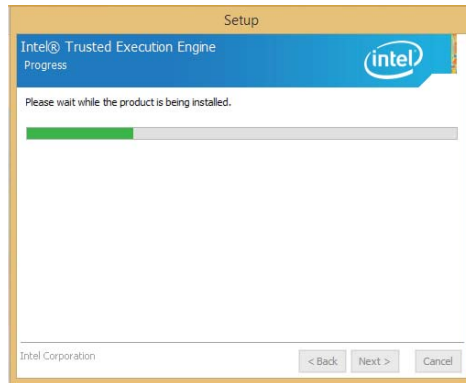 Setup
Intel® Trusted Execution Engine
Progress
intel
Please wait while the product is being installed.
Intel Corporation
< Back Next > Cancel